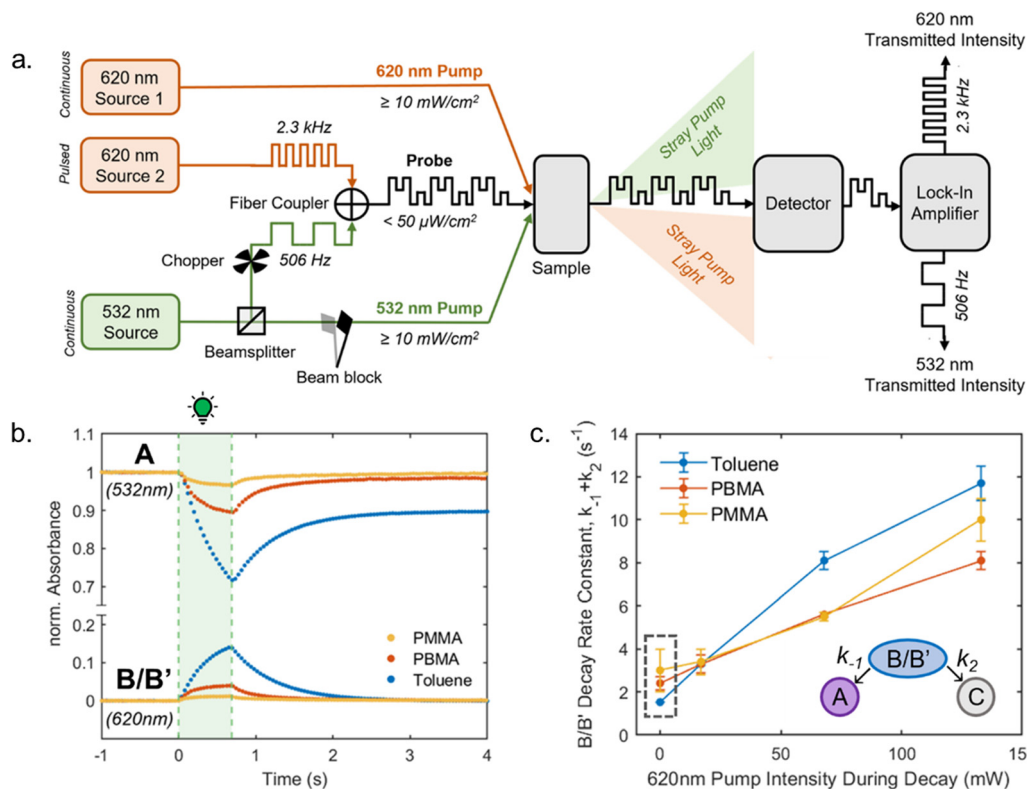 a.
Continuous
620 nm
Source 1
620 nm Pump
≥ 10 mW/cm²
Pulsed
620 nm
Source 2
2.3 kHz
Fiber Coupler
Probe
< 50 µW/cm²
Chopper
506 Hz
Continuous
532 nm
Source
Beamsplitter
Beam block
532 nm Pump
≥ 10 mW/cm²
Sample
Stray Pump
Light
Stray Pump
Light
Detector
Lock-In
Amplifier
620 nm
Transmitted Intensity
2.3 kHz
506 Hz
532 nm
Transmitted Intensity
b.
norm. Absorbance
1.1
1
0.9
0.8
0.7
0.2
0.1
0
A
(532nm)
B/B'
(620nm)
PMMA
PBMA
Toluene
-1
0
1
2
3
4
Time (s)
c.
B/B' Decay Rate Constant, k₋₁+k₂ (s⁻¹)
14
12
10
8
6
4
2
0
Toluene
PBMA
PMMA
k₋₁
B/B'
k₂
A
C
0
50
100
15
620nm Pump Intensity During Decay (mW)